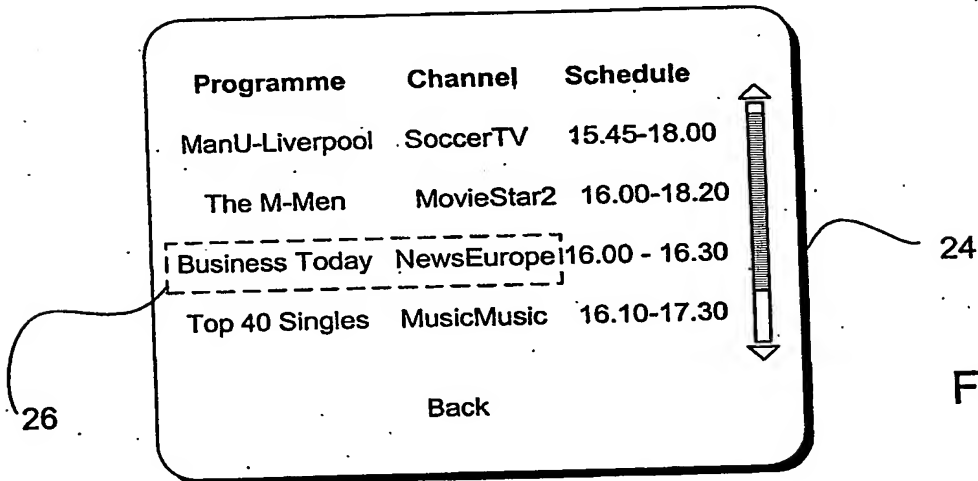 Programme Channel Schedule
ManU-Liverpool SoccerTV 15.45-18.00
The M-Men MovieStar2 16.00-18.20
Business Today NewsEurope 16.00 - 16.30
Top 40 Singles MusicMusic 16.10-17.30
Back
24
26
F